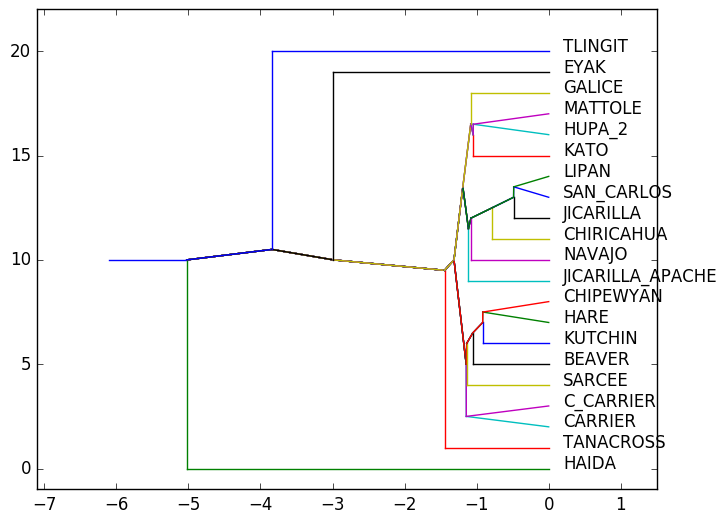 20
15
10
5
0
TLINGIT
EYAK
GALICE
MATTOLE
HUPA_2
KATO
LIPAN
SAN_CARLOS
JICARILLA
CHIRICAHUA
NAVAJO
JICARILLA_APACHE
CHIPEWYAN
HARE
KUTCHIN
BEAVER
SARCEE
C_CARRIER
CARRIER
TANACROSS
HAIDA
−7 −6 −5 −4 −3 −2 −1 0 1